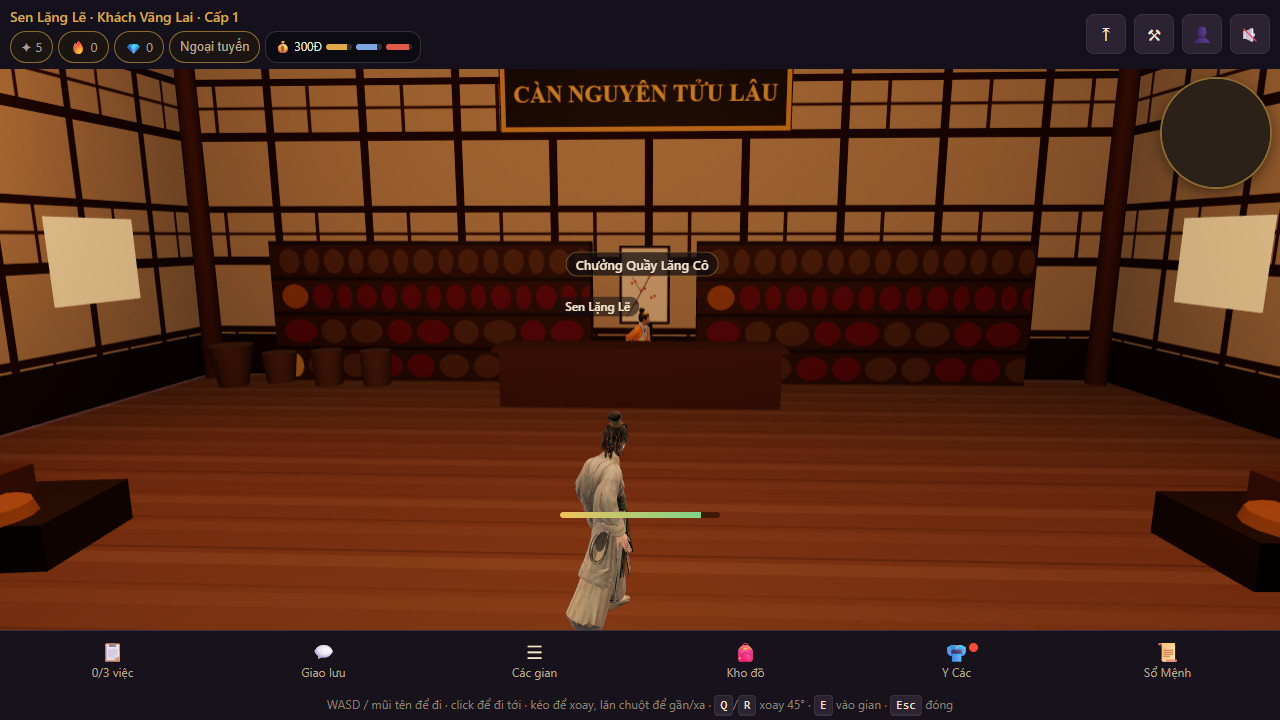 Sen Lặng Lẽ · Khách Vãng Lai · Cấp 1
✦ 5 🔥 0 💎 0 Ngoại tuyến 💰 300Đ
CÀN NGUYÊN TỬU LÂU
Chưởng Quầy Lăng Cô
Sen Lặng Lẽ
0/3 việc
Giao lưu
Các gian
Kho đồ
Y Các
Sổ Mệnh
WASD / mũi tên để đi · click để đi tới · kéo để xoay, lăn chuột để gần/xa · Q / R xoay 45° · E vào gian · Esc đóng